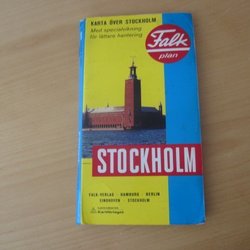 KARTA ÖVER STOCKHOLM
Med specialvikning
för lättare hantering
Falk
plan
STOCKHOLM
FALK-VERLAG · HAMBURG · BERLIN
EINDHOVEN · STOCKHOLM